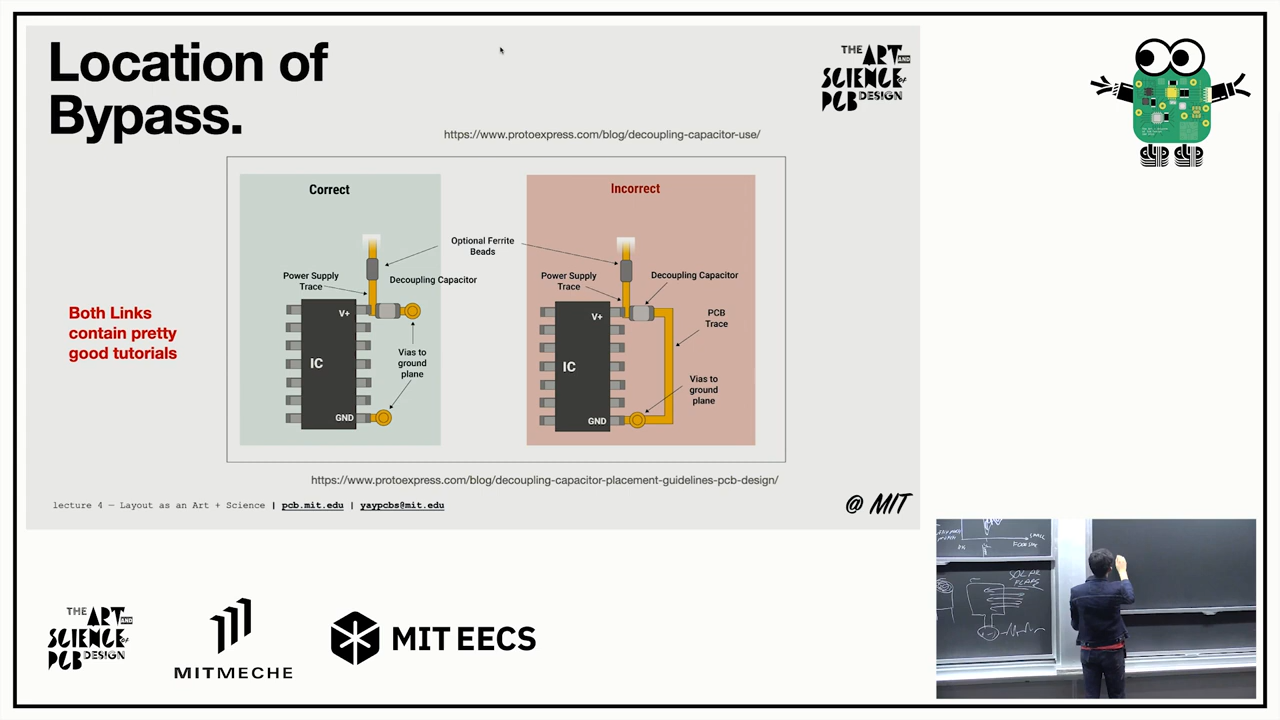 Location of
Bypass.
THE
ART
AND
SCIENCE
OF
PCB
DESIGN
https://www.protoexpress.com/blog/decoupling-capacitor-use/
Correct
Incorrect
Optional Ferrite
Beads
Power Supply
Trace
Decoupling Capacitor
Power Supply
Trace
Decoupling Capacitor
V+
V+
PCB
Trace
IC
Vias to
ground
plane
IC
Vias to
ground
plane
GND
GND
Both Links
contain pretty
good tutorials
https://www.protoexpress.com/blog/decoupling-capacitor-placement-guidelines-pcb-design/
lecture 4 — Layout as an Art + Science | pcb.mit.edu | yaypcbs@mit.edu
@ MIT
THE
ART
AND
SCIENCE
OF
PCB
DESIGN
MITMECHE
MIT EECS